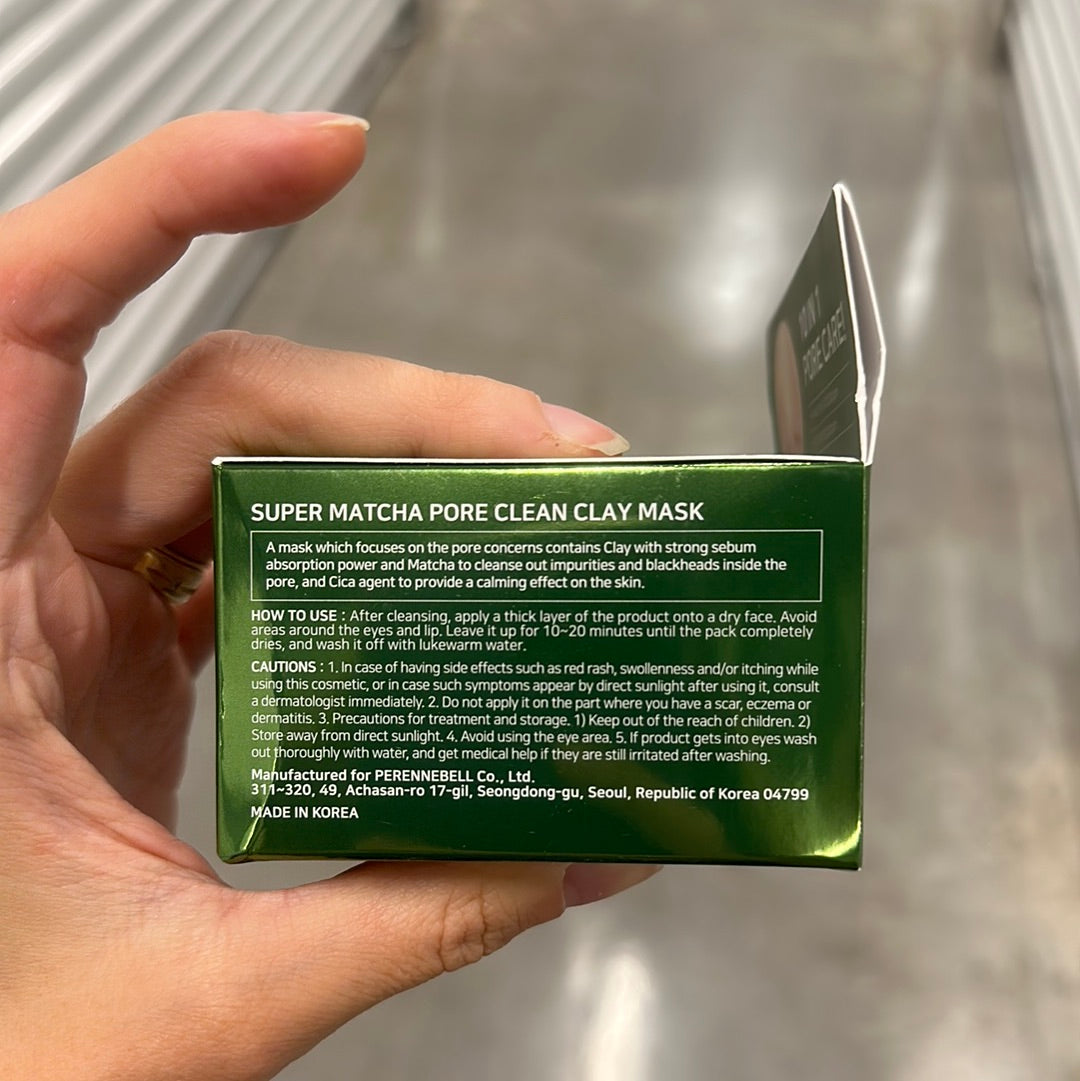 10 IN 1
PORE CARE!
SUPER MATCHA PORE CLEAN CLAY MASK
A mask which focuses on the pore concerns contains Clay with strong sebum
absorption power and Matcha to cleanse out impurities and blackheads inside the
pore, and Cica agent to provide a calming effect on the skin.
HOW TO USE : After cleansing, apply a thick layer of the product onto a dry face. Avoid
areas around the eyes and lip. Leave it up for 10~20 minutes until the pack completely
dries, and wash it off with lukewarm water.
CAUTIONS : 1. In case of having side effects such as red rash, swollenness and/or itching while
using this cosmetic, or in case such symptoms appear by direct sunlight after using it, consult
a dermatologist immediately. 2. Do not apply it on the part where you have a scar, eczema or
dermatitis. 3. Precautions for treatment and storage. 1) Keep out of the reach of children. 2)
Store away from direct sunlight. 4. Avoid using the eye area. 5. If product gets into eyes wash
out thoroughly with water, and get medical help if they are still irritated after washing.
Manufactured for PERENNEBELL Co., Ltd.
311~320, 49, Achasan-ro 17-gil, Seongdong-gu, Seoul, Republic of Korea 04799
MADE IN KOREA